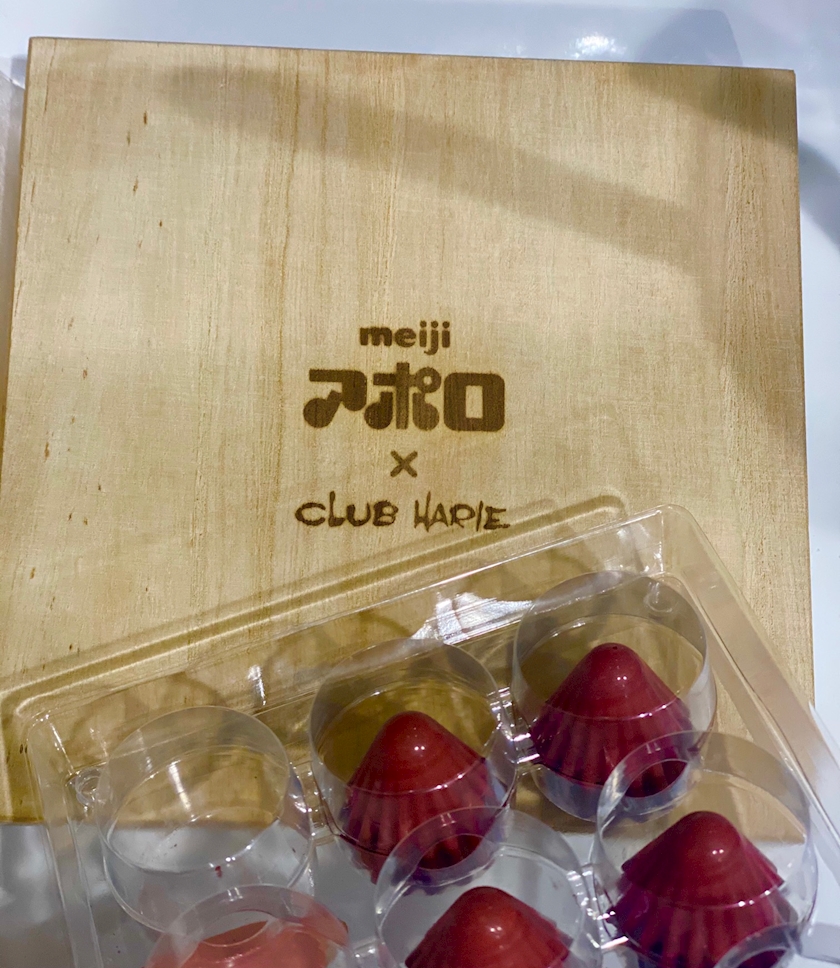 meiji
アポロ
×
CLUB HARIE